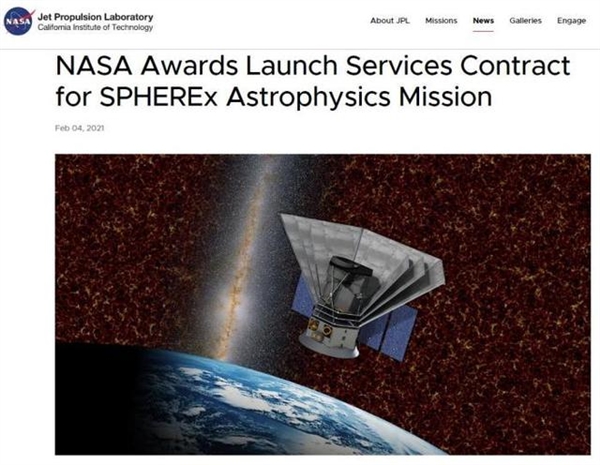 NASA
Jet Propulsion Laboratory
California Institute of Technology
About JPL Missions News Galleries Engage
NASA Awards Launch Services Contract
for SPHEREx Astrophysics Mission
Feb 04, 2021